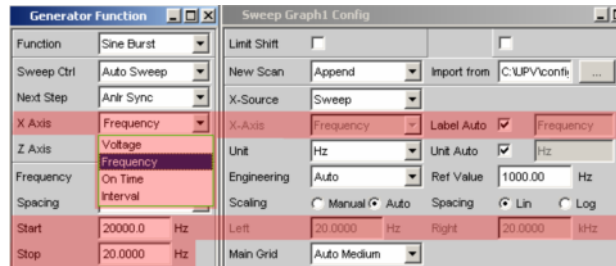 Generator Function
Function Sine Burst
Sweep Ctrl Auto Sweep
Next Step Anlr Sync
X Axis Frequency
Z Axis
Voltage
Frequency
On Time
Interval
Frequency
Spacing
Start 20000.0 Hz
Stop 20.0000 Hz
Sweep Graph1 Config
Limit Shift
New Scan Append Import from C:\UPV\config ...
X-Source Sweep
X-Axis Frequency Label Auto Frequency
Unit Hz Unit Auto Hz
Engineering Auto Ref Value 1000.00 Hz
Scaling Manual Auto Spacing Lin Log
Left 20.0000 Hz Right 20.0000 kHz
Main Grid Auto Medium